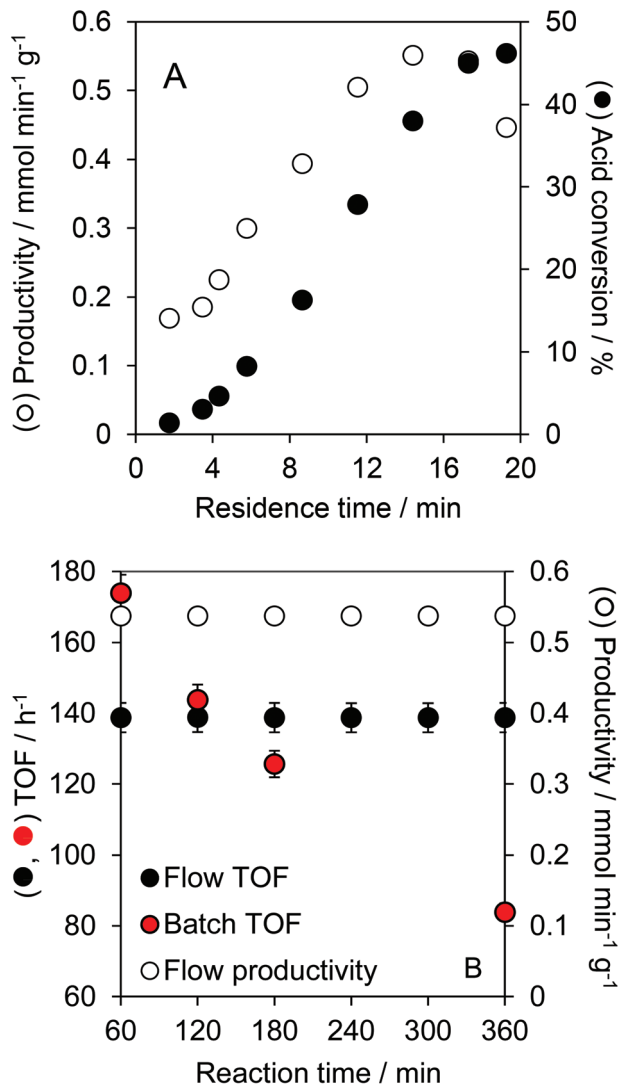 A
(○) Productivity / mmol min⁻¹ g⁻¹
0.6
0.5
0.4
0.3
0.2
0.1
0
50
40
30
20
10
0
(●) Acid conversion / %
0 4 8 12 16 20
Residence time / min
(●, ●) TOF / h⁻¹
180
160
140
120
100
80
60
0.6
0.5
0.4
0.3
0.2
0.1
0
(○) Productivity / mmol min⁻¹ g⁻¹
Flow TOF
Batch TOF
Flow productivity
B
60 120 180 240 300 360
Reaction time / min